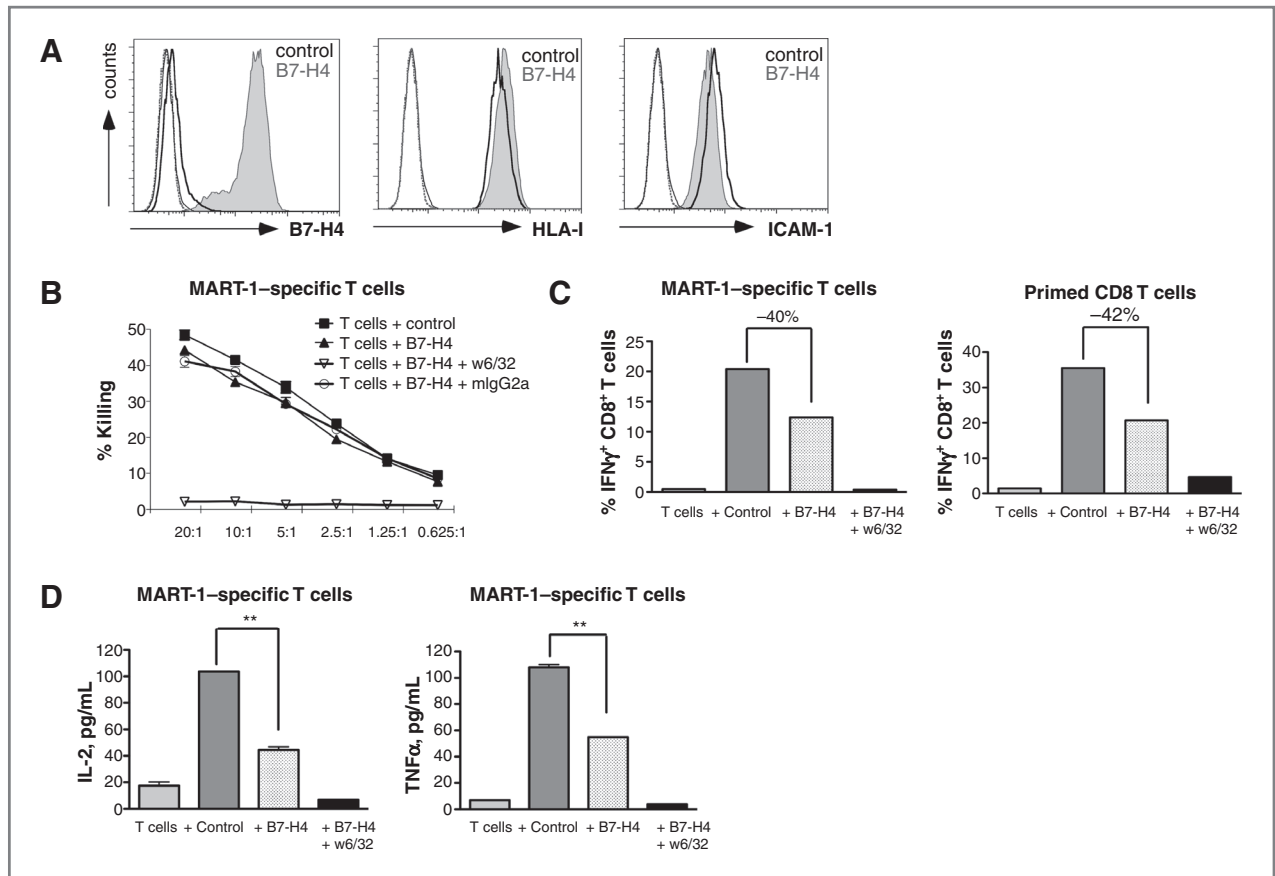 A
counts
control
B7-H4
B7-H4
control
B7-H4
HLA-I
control
B7-H4
ICAM-1
B
MART-1–specific T cells
% Killing
50
40
30
20
10
0
20:1 10:1 5:1 2.5:1 1.25:1 0.625:1
T cells + control
T cells + B7-H4
T cells + B7-H4 + w6/32
T cells + B7-H4 + mIgG2a
C
MART-1–specific T cells
–40%
% IFNγ+ CD8+ T cells
25
20
15
10
5
0
T cells + Control + B7-H4 + B7-H4
+ w6/32
Primed CD8 T cells
–42%
% IFNγ+ CD8+ T cells
40
30
20
10
0
T cells + Control + B7-H4 + B7-H4
+ w6/32
D
MART-1–specific T cells
**
IL-2, pg/mL
120
100
80
60
40
20
0
T cells + Control + B7-H4 + B7-H4
+ w6/32
MART-1–specific T cells
**
TNFα, pg/mL
120
100
80
60
40
20
0
T cells + Control + B7-H4 + B7-H4
+ w6/32